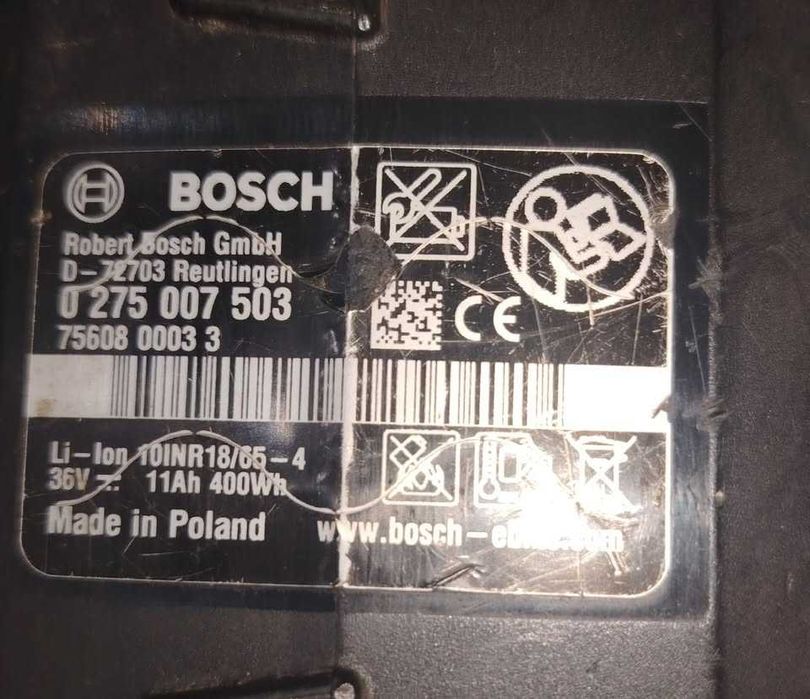 BOSCH
Robert Bosch GmbH
D-72703 Reutlingen
0 275 007 503
75608 0003 3
CE
Li-Ion 10INR18/65-4
36V 11Ah 400Wh
Made in Poland